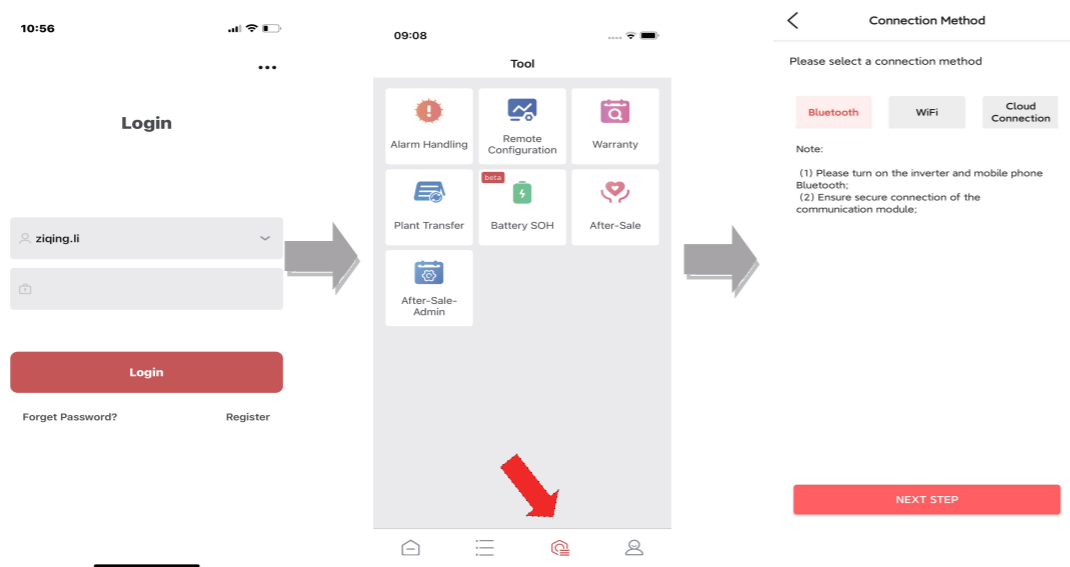 10:56
Login
ziqing.li
Login
Forget Password?
Register
09:08
Tool
Alarm Handling
Remote
Configuration
Warranty
Plant Transfer
beta
Battery SOH
After-Sale
After-Sale-
Admin
Connection Method
Please select a connection method
Bluetooth
WiFi
Cloud
Connection
Note:
(1) Please turn on the inverter and mobile phone
Bluetooth;
(2) Ensure secure connection of the
communication module;
NEXT STEP